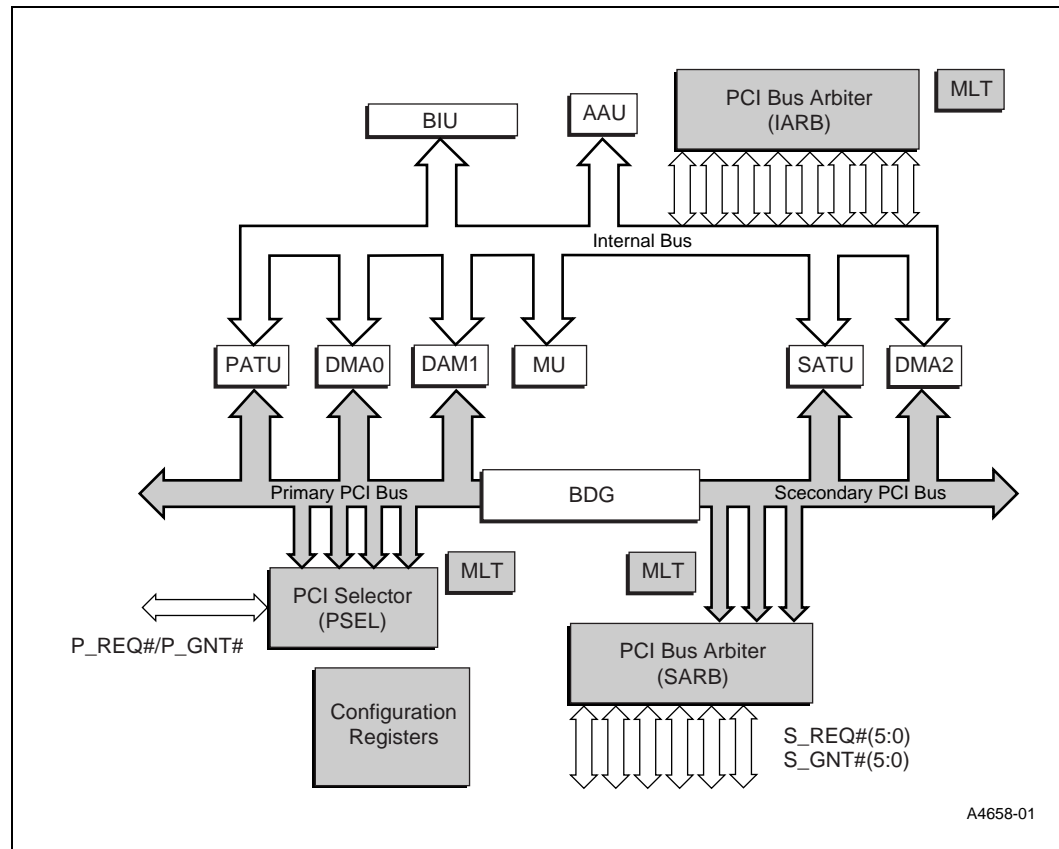 PCI Bus Arbiter
(IARB)
MLT
BIU
AAU
Internal Bus
PATU
DMA0
DAM1
MU
SATU
DMA2
Primary PCI Bus
BDG
Scecondary PCI Bus
MLT
MLT
PCI Selector
(PSEL)
P_REQ#/P_GNT#
PCI Bus Arbiter
(SARB)
Configuration
Registers
S_REQ#(5:0)
S_GNT#(5:0)
A4658-01